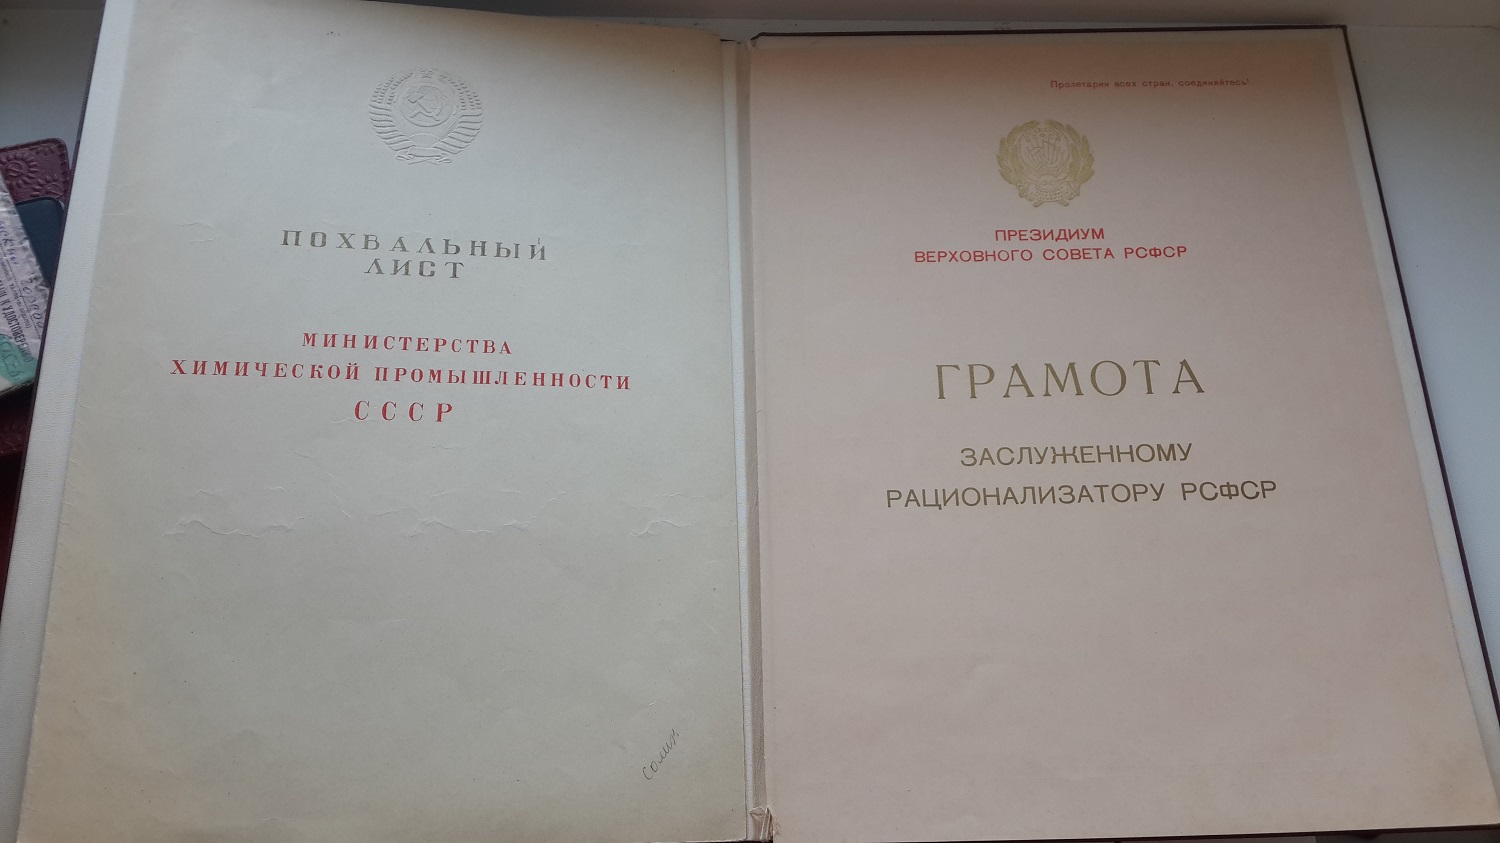 ПОХВАЛЬНЫЙ
ЛИСТ
МИНИСТЕРСТВА
ХИМИЧЕСКОЙ ПРОМЫШЛЕННОСТИ
СССР
Пролетарии всех стран, соединяйтесь!
ПРЕЗИДИУМ
ВЕРХОВНОГО СОВЕТА РСФСР
ГРАМОТА
ЗАСЛУЖЕННОМУ
РАЦИОНАЛИЗАТОРУ РСФСР